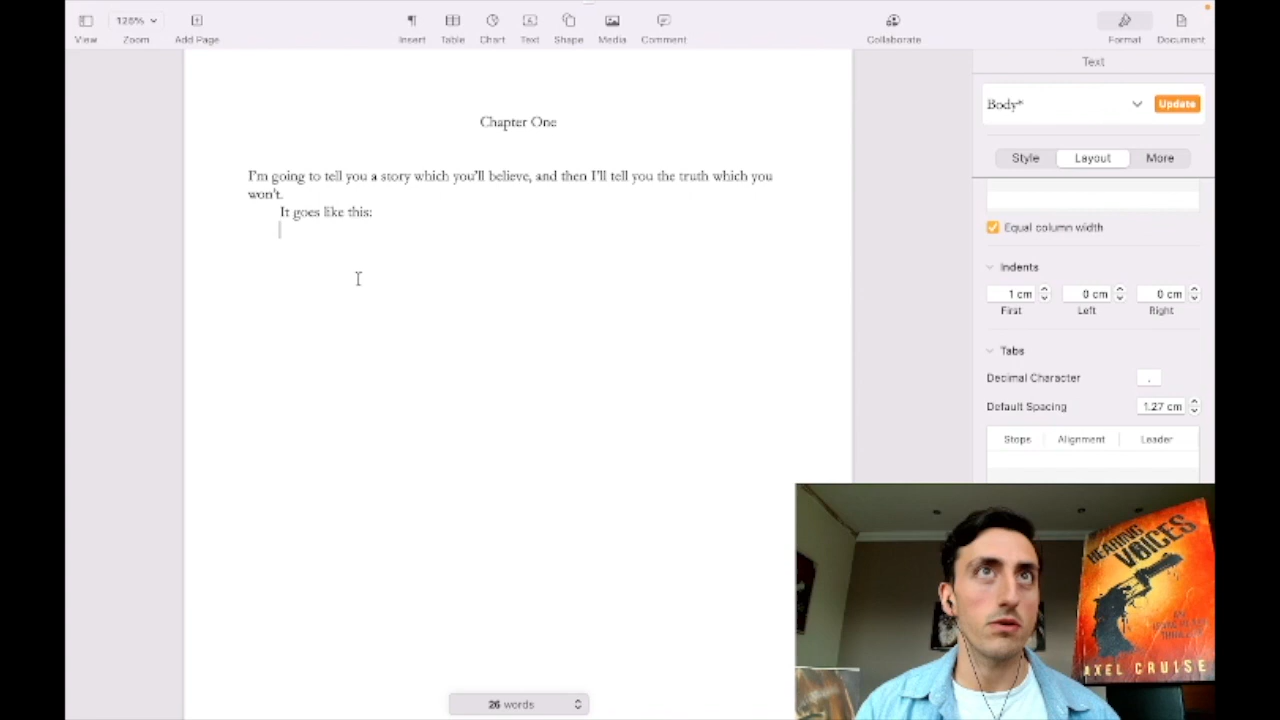 126%
View
Zoom
Add Page
Insert
Table
Chart
Text
Shape
Media
Comment
Collaborate
Format
Document
Text
Body*
Update
Style
Layout
More
Equal column width
Indents
1 cm
0 cm
0 cm
First
Left
Right
Tabs
Decimal Character
.
Default Spacing
1.27 cm
Stops
Alignment
Leader
Chapter One
I'm going to tell you a story which you'll believe, and then I'll tell you the truth which you
won't.
It goes like this:
26 words
HEARING
VOICES
AXEL CRUISE